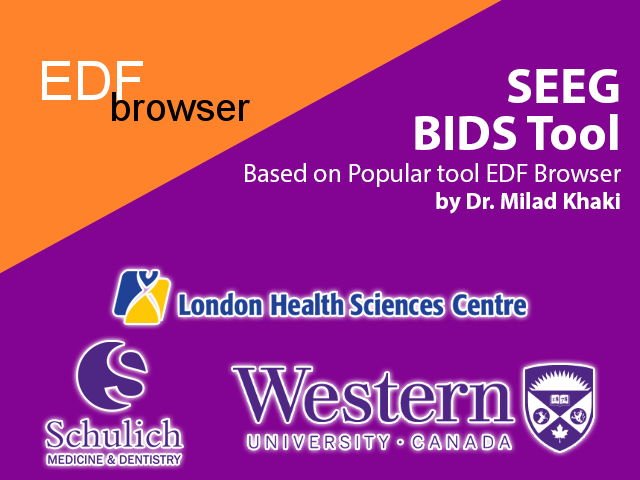 EDF
browser
SEEG
BIDS Tool
Based on Popular tool EDF Browser
by Dr. Milad Khaki
London Health Sciences Centre
Schulich
MEDICINE & DENTISTRY
Western
UNIVERSITY · CANADA